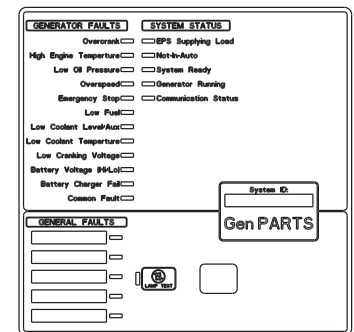 GENERATOR FAULTS
Overcrank
High Engine Temperture
Low Oil Pressure
Overspeed
Emergency Stop
Low Fuel
Low Coolant Level/Aux
Low Coolant Temperture
Low Cranking Voltage
Battery Voltage (Hi/Lo)
Battery Charger Fail
Common Fault
SYSTEM STATUS
EPS Supplying Load
Not-In-Auto
System Ready
Generator Running
Communication Status
System ID:
Gen PARTS
GENERAL FAULTS
LAMP TEST